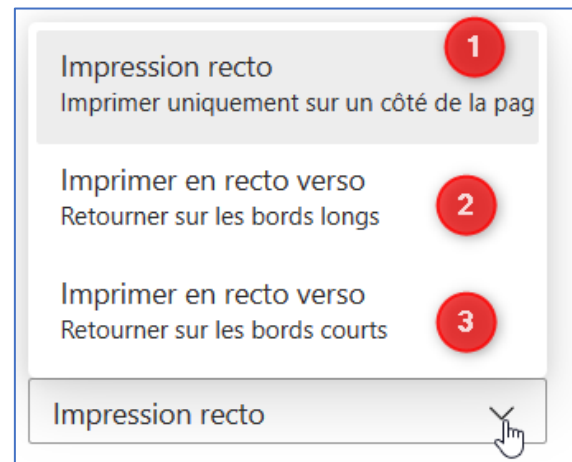 1
Impression recto
Imprimer uniquement sur un côté de la pag
Imprimer en recto verso
2
Retourner sur les bords longs
Imprimer en recto verso
3
Retourner sur les bords courts
Impression recto